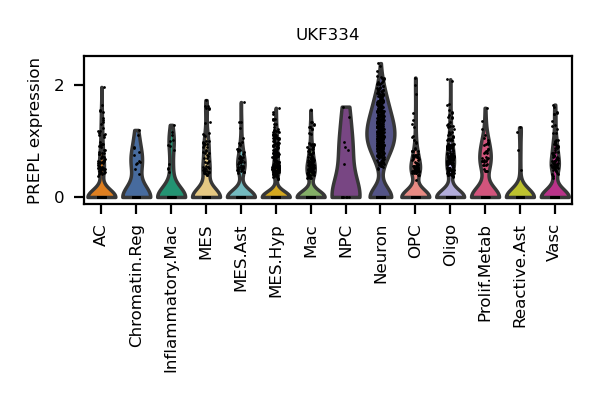 UKF334
PREPL expression
2
0
AC
Chromatin.Reg
Inflammatory.Mac
MES
MES.Ast
MES.Hyp
Mac
NPC
Neuron
OPC
Oligo
Prolif.Metab
Reactive.Ast
Vasc